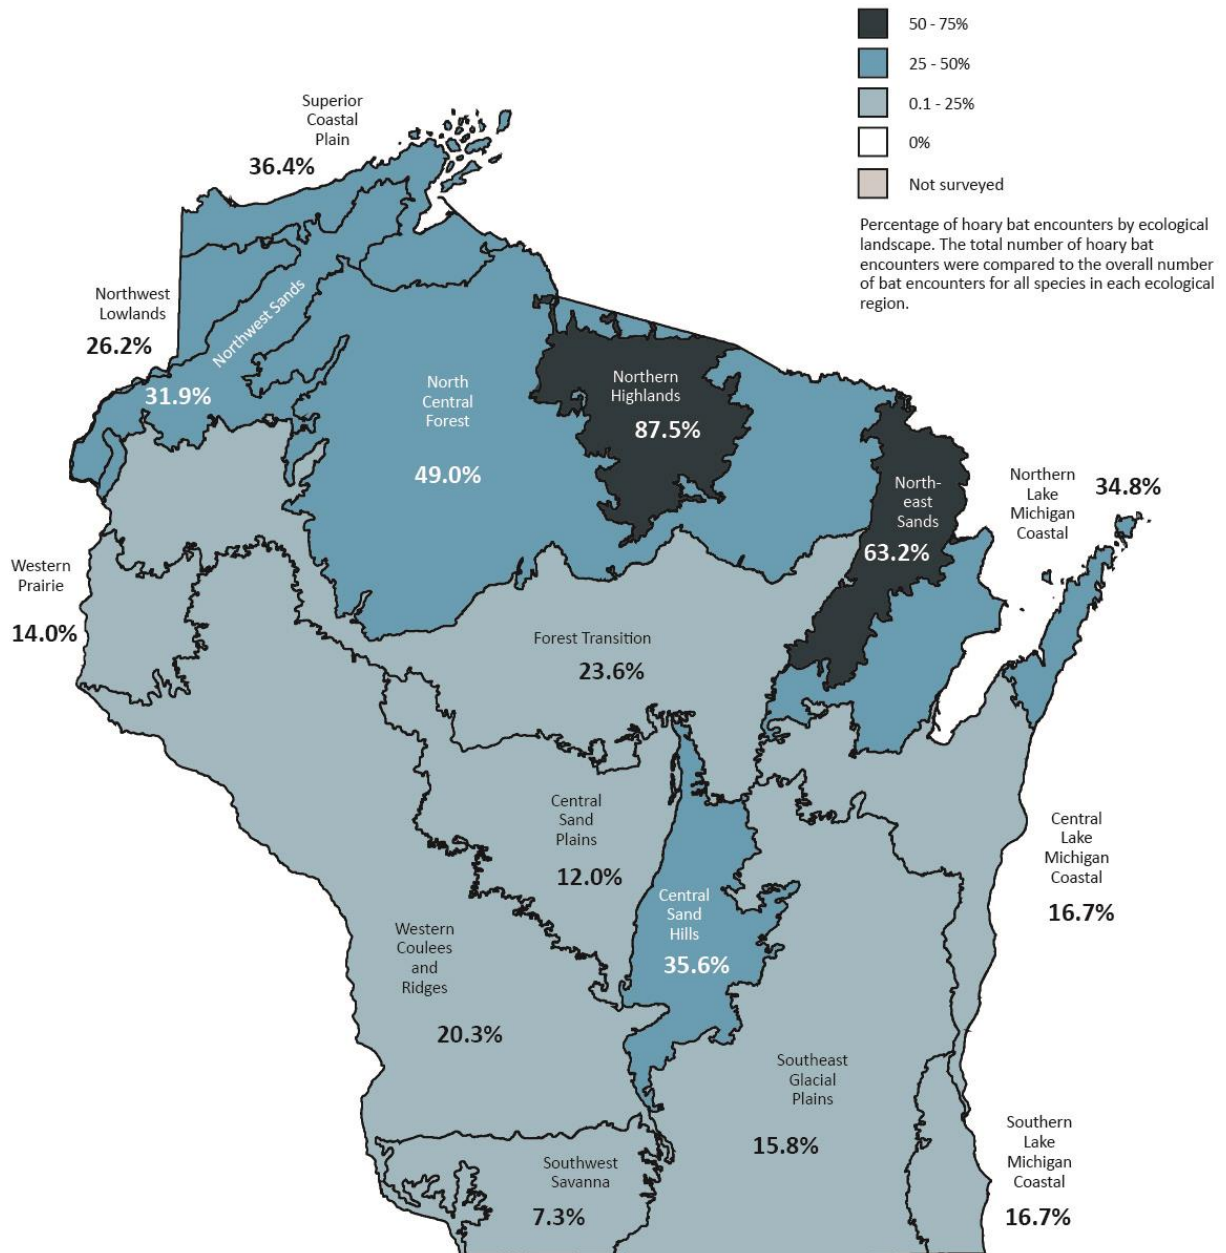 50 - 75%
25 - 50%
0.1 - 25%
0%
Not surveyed
Percentage of hoary bat encounters by ecological
landscape. The total number of hoary bat
encounters were compared to the overall number
of bat encounters for all species in each ecological
region.
Superior
Coastal
Plain
36.4%
Northwest
Lowlands
26.2%
Northwest Sands
31.9%
North
Central
Forest
49.0%
Northern
Highlands
87.5%
North-
east
Sands
63.2%
Northern
Lake
Michigan
Coastal
34.8%
Western
Prairie
14.0%
Forest Transition
23.6%
Central
Sand
Plains
12.0%
Central
Sand
Hills
35.6%
Central
Lake
Michigan
Coastal
16.7%
Western
Coulees
and
Ridges
20.3%
Southeast
Glacial
Plains
15.8%
Southwest
Savanna
7.3%
Southern
Lake
Michigan
Coastal
16.7%